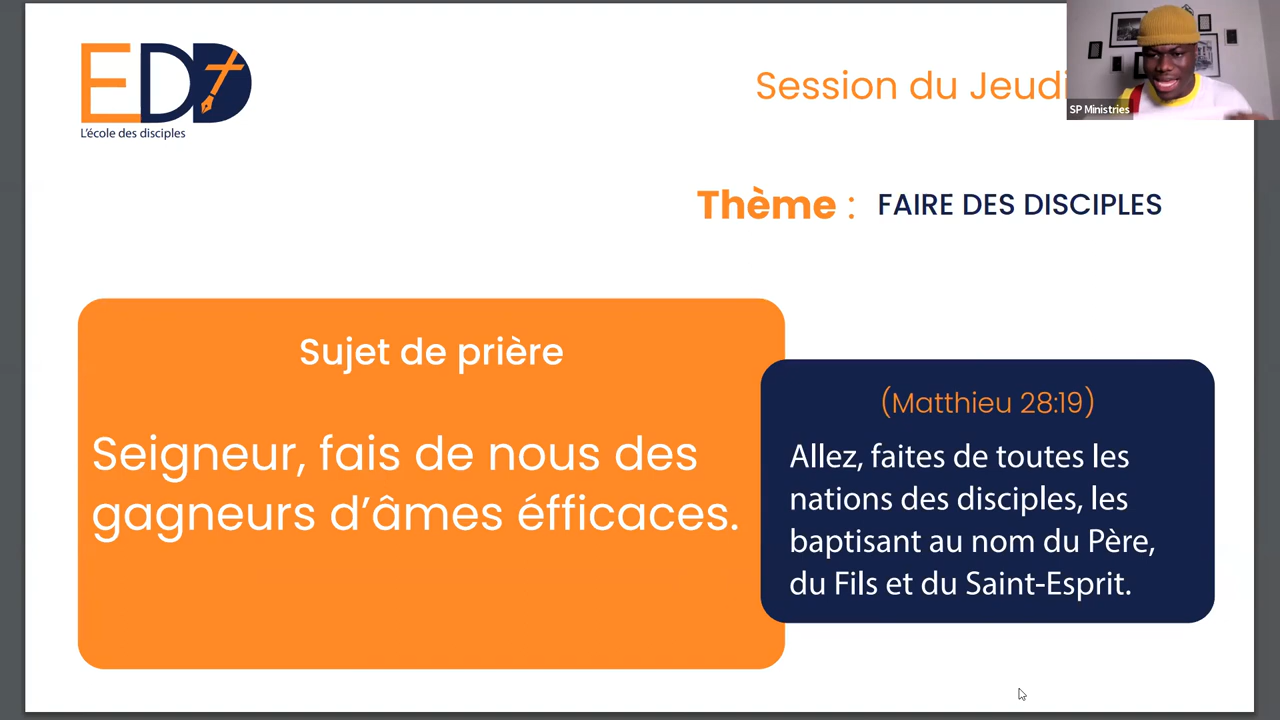 EDD
L'école des disciples
Session du Jeudi
SP Ministries
Thème : FAIRE DES DISCIPLES
Sujet de prière
Seigneur, fais de nous des
gagneurs d'âmes éfficaces.
(Matthieu 28:19)
Allez, faites de toutes les
nations des disciples, les
baptisant au nom du Père,
du Fils et du Saint-Esprit.